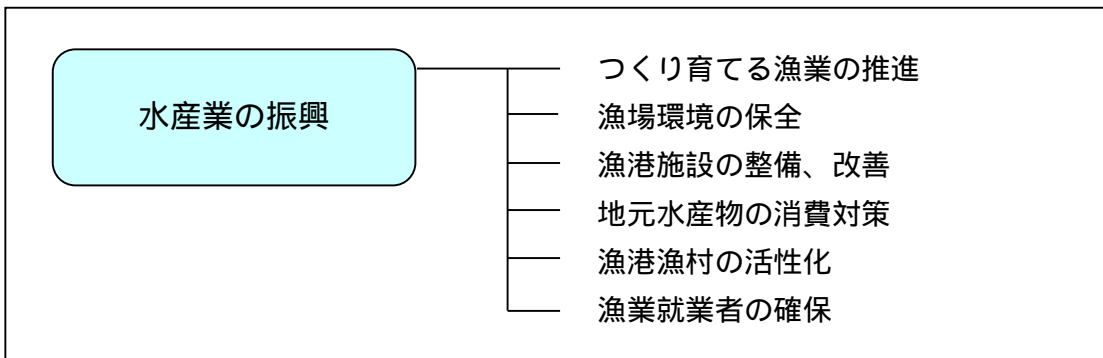 水産業の振興
つくり育てる漁業の推進
漁場環境の保全
漁港施設の整備、改善
地元水産物の消費対策
漁港漁村の活性化
漁業就業者の確保